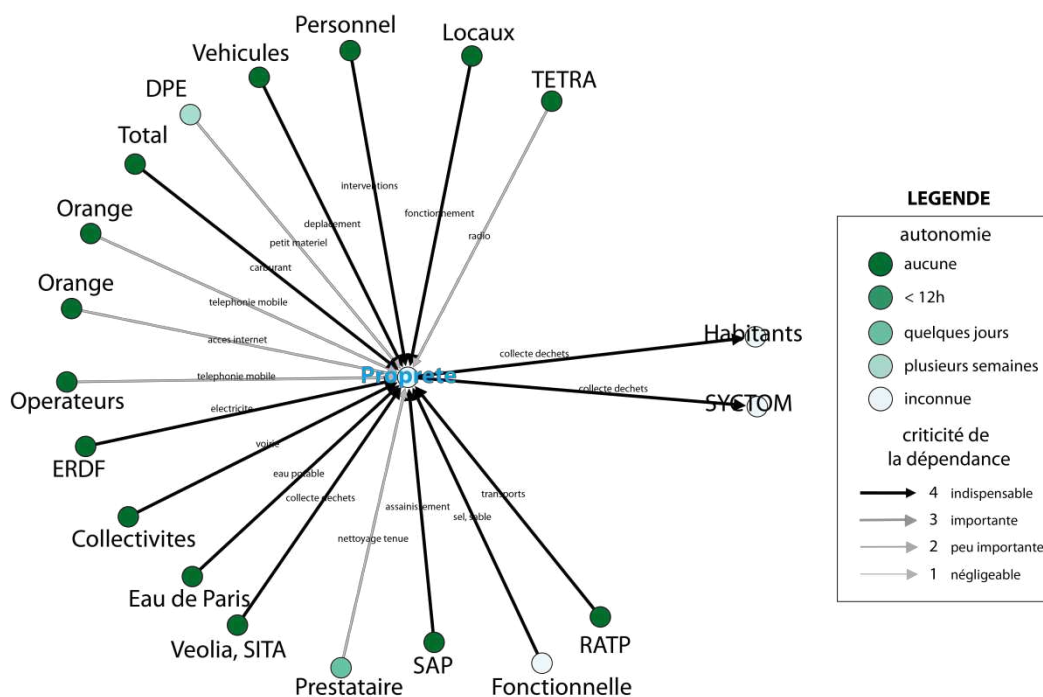 Personnel
Locaux
Vehicules
TETRA
DPE
Total
Orange
Orange
Operateurs
ERDF
Collectivites
Eau de Paris
Veolia, SITA
Prestataire
SAP
Fonctionnelle
RATP
Habitants
SYCTOM
Proprete
interventions
fonctionnement
deplacement
radio
petit materiel
carburant
telephonie mobile
acces internet
telephonie mobile
electricite
voirie
eau potable
collecte dechets
nettoyage tenue
assainissement
sel, sable
transports
collecte dechets
collecte dechets
LEGENDE
autonomie
aucune
< 12h
quelques jours
plusieurs semaines
inconnue
criticité de
la dépendance
4 indispensable
3 importante
2 peu importante
1 négligeable